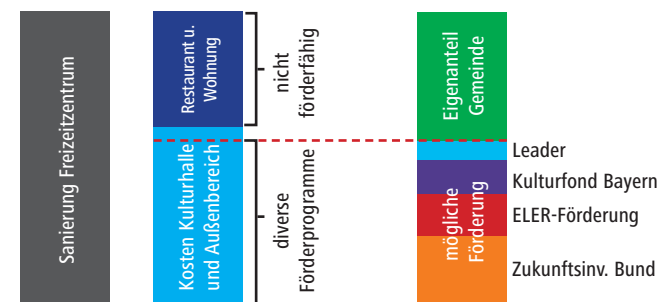 Sanierung Freizeitzentrum
Restaurant u.
Wohnung
nicht
förderfähig
Kosten Kulturhalle
und Außenbereich
diverse
Förderprogramme
Eigenanteil
Gemeinde
mögliche
Förderung
Leader
Kulturfond Bayern
ELER-Förderung
Zukunftsinv. Bund